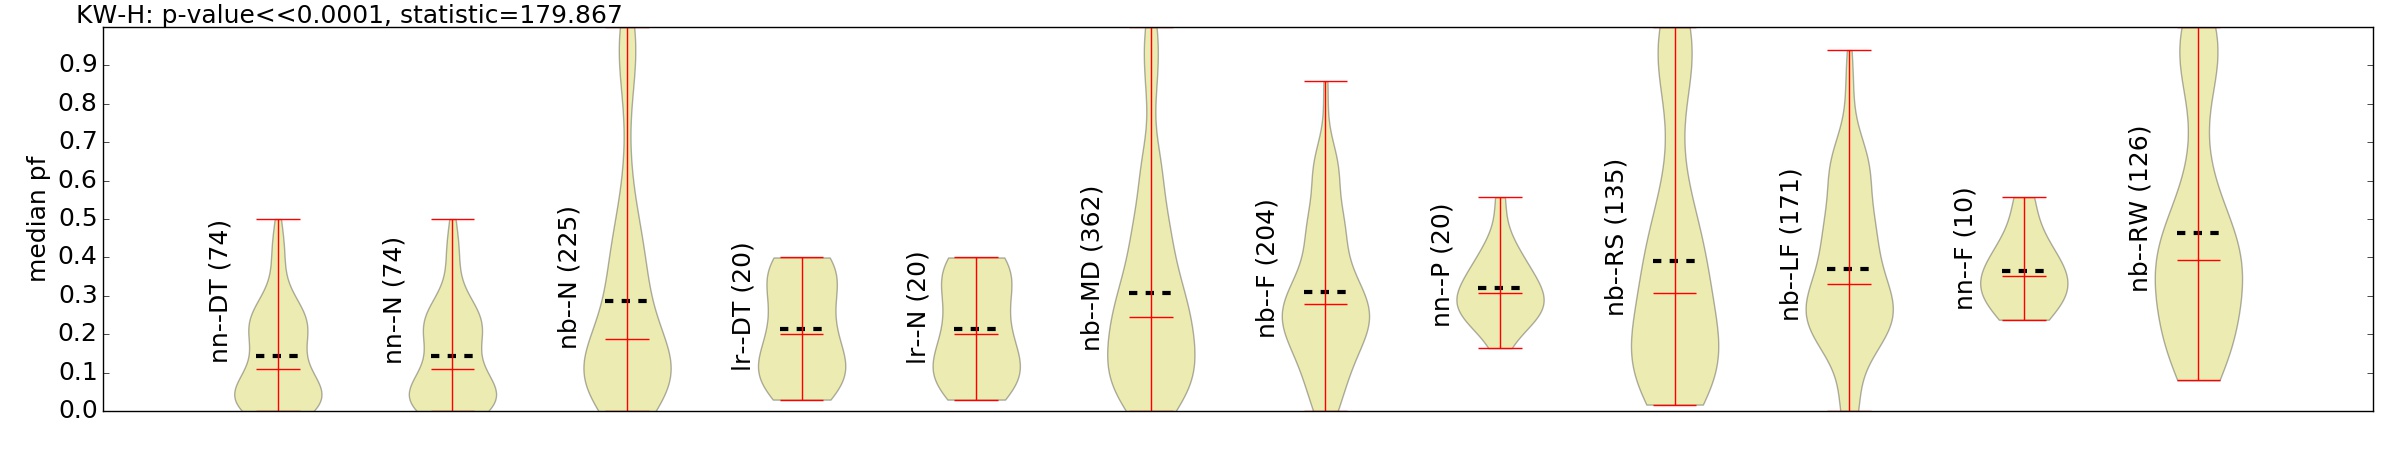 KW-H: p-value<<0.0001, statistic=179.867
median pf
0.9
0.8
0.7
0.6
0.5
0.4
0.3
0.2
0.1
0.0
nn--DT (74)
nn--N (74)
nb--N (225)
lr--DT (20)
lr--N (20)
nb--MD (362)
nb--F (204)
nn--P (20)
nb--RS (135)
nb--LF (171)
nn--F (10)
nb--RW (126)